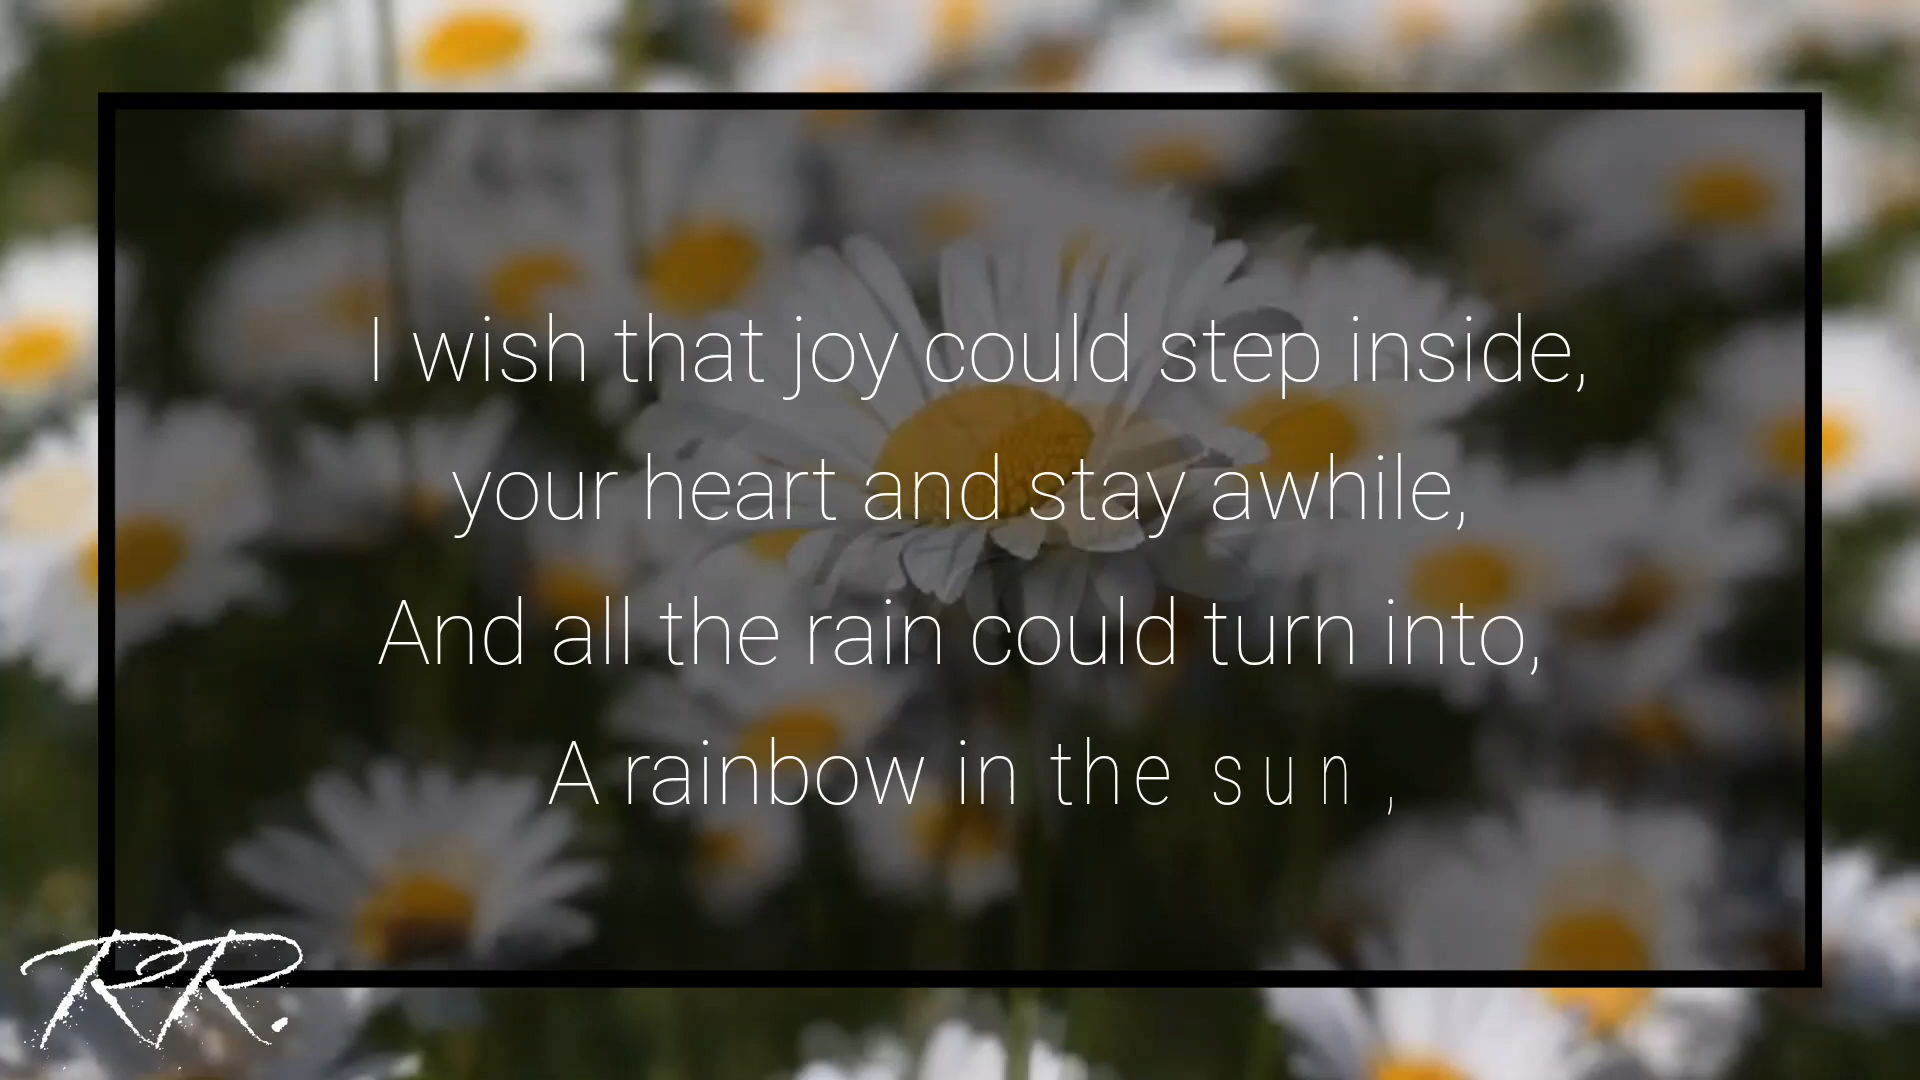 I wish that joy could step inside,
your heart and stay awhile,
And all the rain could turn into,
A rainbow in the sun,
RR.